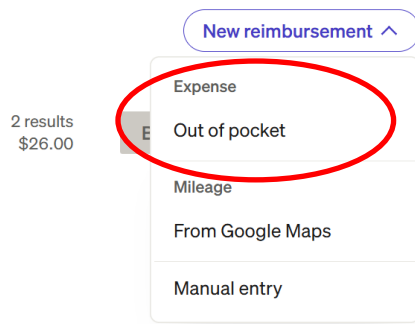 New reimbursement
Expense
2 results
$26.00
E
Out of pocket
Mileage
From Google Maps
Manual entry